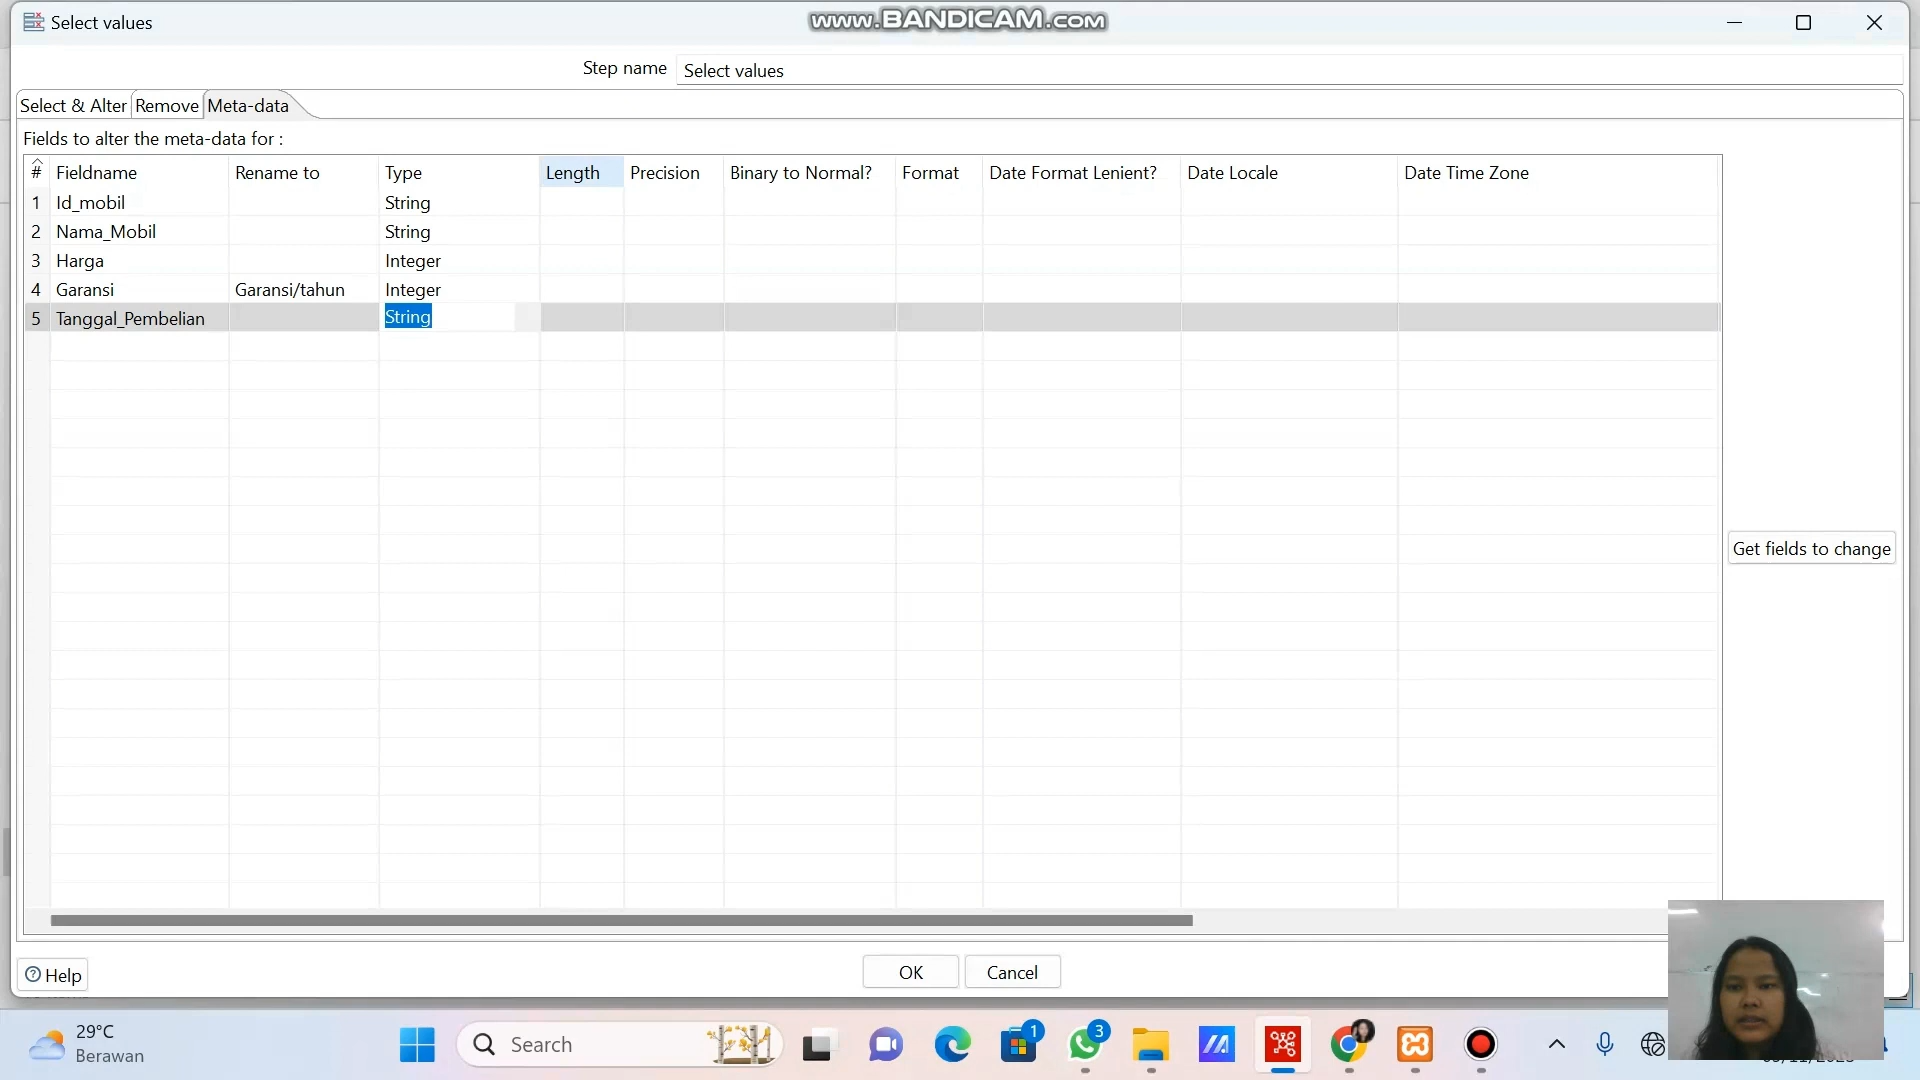 Select values
www.BANDICAM.com
Step name
Select values
Select & Alter Remove Meta-data
Fields to alter the meta-data for :
# Fieldname Rename to Type Length Precision Binary to Normal? Format Date Format Lenient? Date Locale Date Time Zone
1 Id_mobil String
2 Nama_Mobil String
3 Harga Integer
4 Garansi Garansi/tahun Integer
5 Tanggal_Pembelian String
Get fields to change
Help
OK
Cancel
29°C
Berawan
Search
1
3